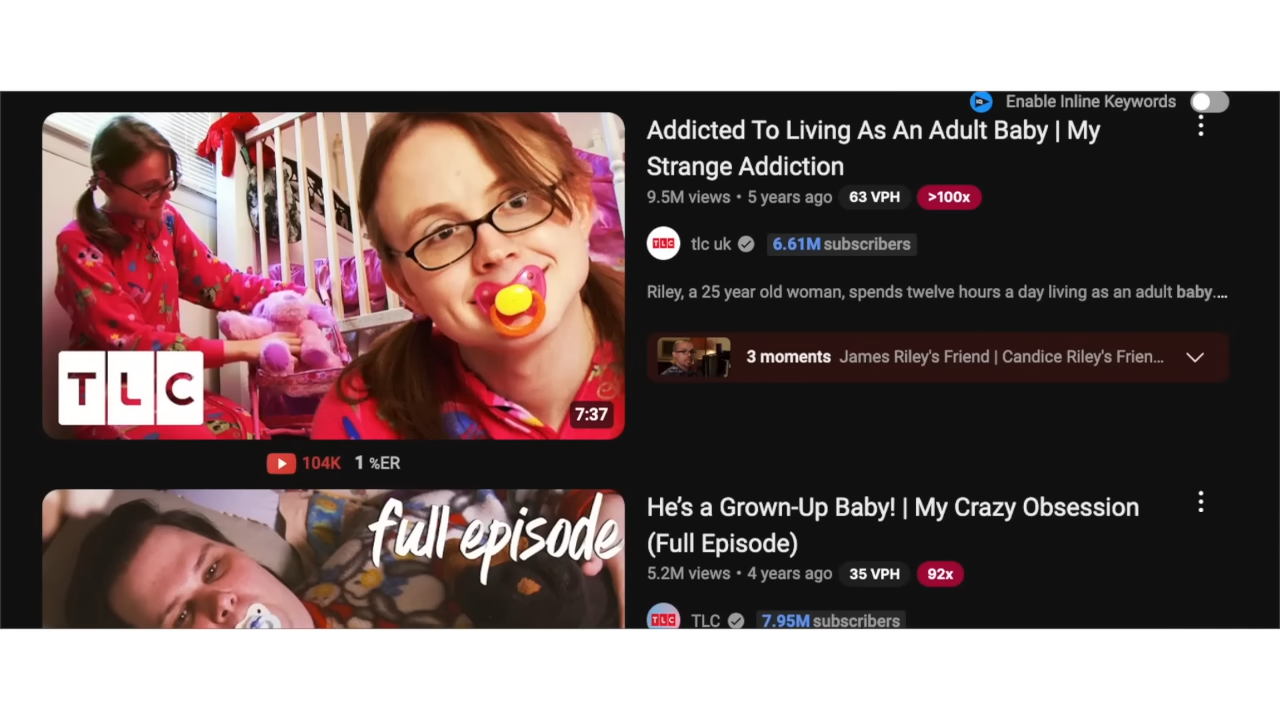 Enable Inline Keywords
Addicted To Living As An Adult Baby | My
Strange Addiction
9.5M views • 5 years ago 63 VPH >100x
TLC tlc uk 6.61M subscribers
Riley, a 25 year old woman, spends twelve hours a day living as an adult baby....
3 moments James Riley's Friend | Candice Riley's Frien...
TLC
7:37
104K 1 %ER
full episode
He's a Grown-Up Baby! | My Crazy Obsession
(Full Episode)
5.2M views • 4 years ago 35 VPH 92x
TLC TLC 7.95M subscribers